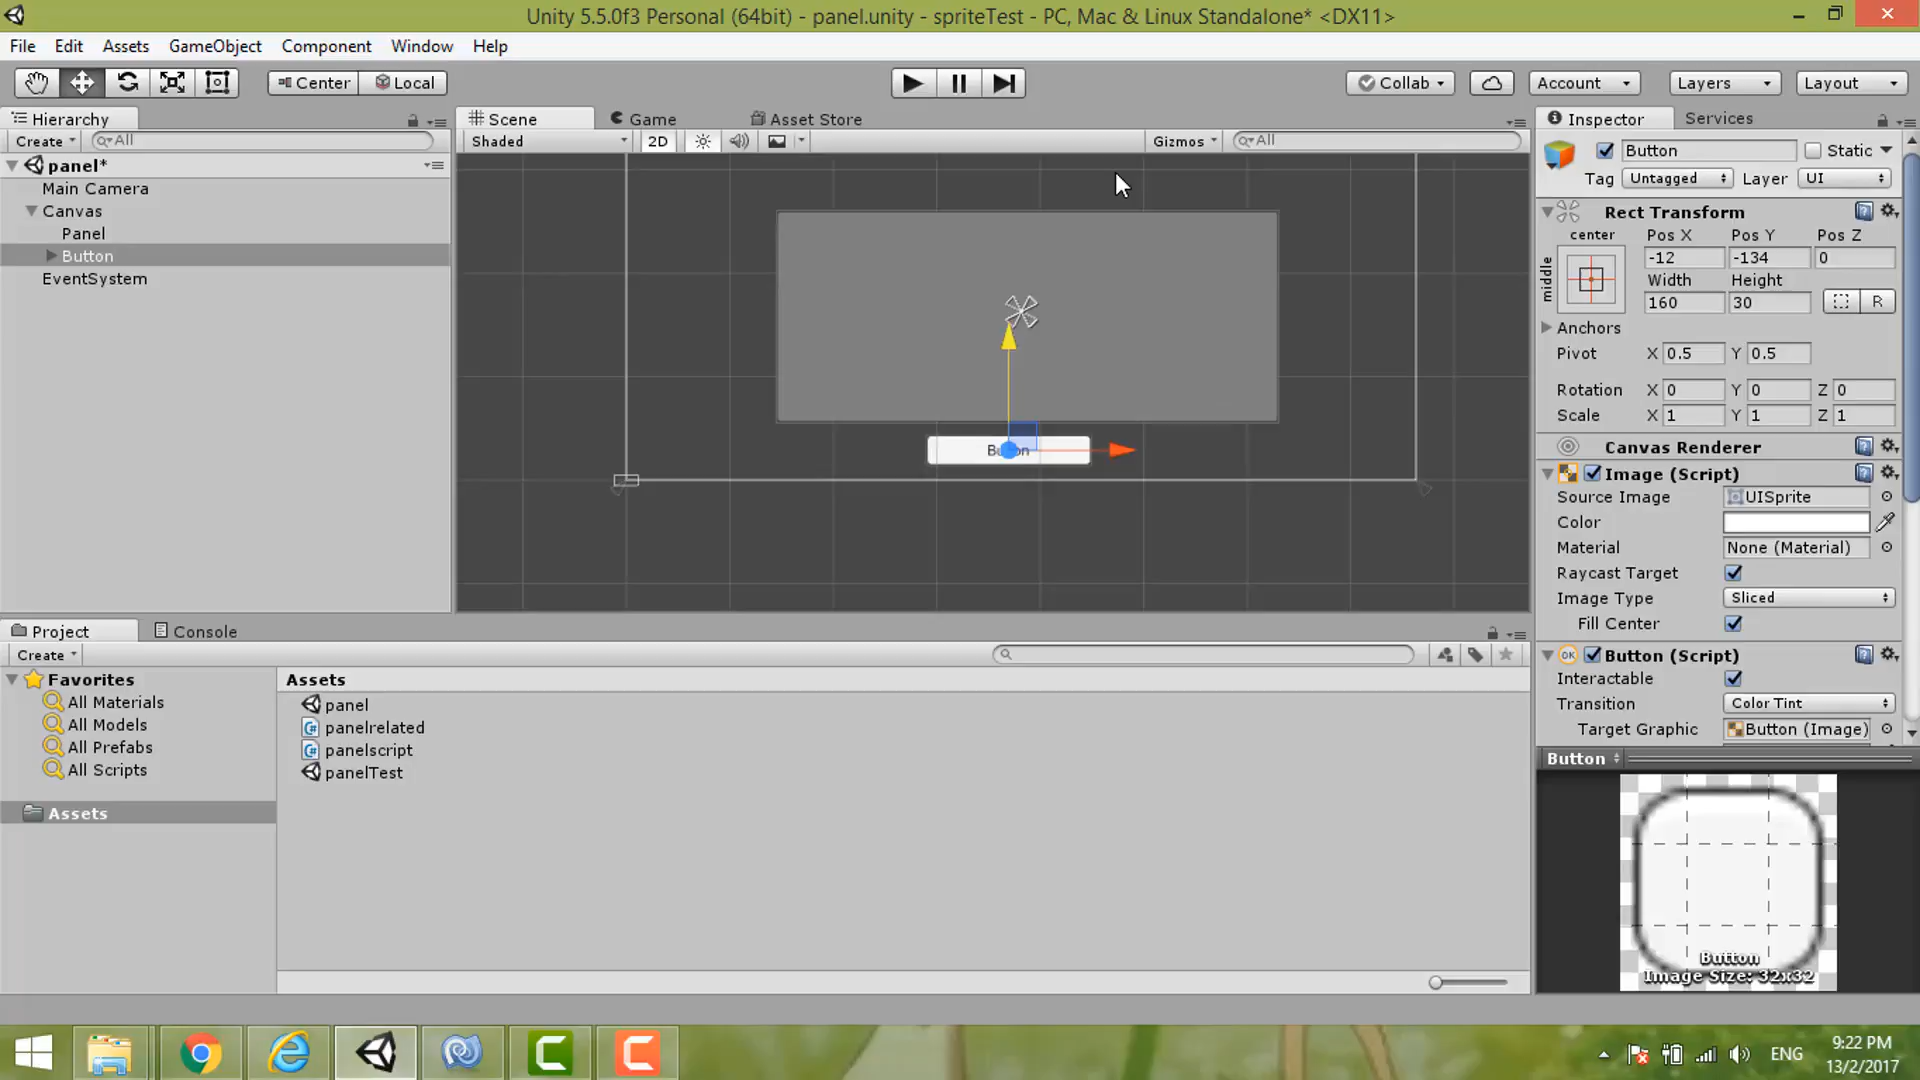 Unity 5.5.0f3 Personal (64bit) - panel.unity - spriteTest - PC, Mac & Linux Standalone* <DX11>
File Edit Assets GameObject Component Window Help
Center Local Collab Account Layers Layout
Hierarchy
Create All
panel*
Main Camera
Canvas
Panel
Button
EventSystem
Scene Game Asset Store
Shaded 2D Gizmos All
Project Console
Create
Favorites
All Materials
All Models
All Prefabs
All Scripts
Assets
Assets
panel
panelrelated
panelscript
panelTest
Inspector Services
Button Static
Tag Untagged Layer UI
Rect Transform
center Pos X Pos Y Pos Z
middle -12 -134 0
Width Height
160 30 R
Anchors
Pivot X 0.5 Y 0.5
Rotation X 0 Y 0 Z 0
Scale X 1 Y 1 Z 1
Canvas Renderer
Image (Script)
Source Image UISprite
Color
Material None (Material)
Raycast Target
Image Type Sliced
Fill Center
OK Button (Script)
Interactable
Transition Color Tint
Target Graphic Button (Image)
Button
Button
Image Size: 32x32
ENG
9:22 PM
13/2/2017